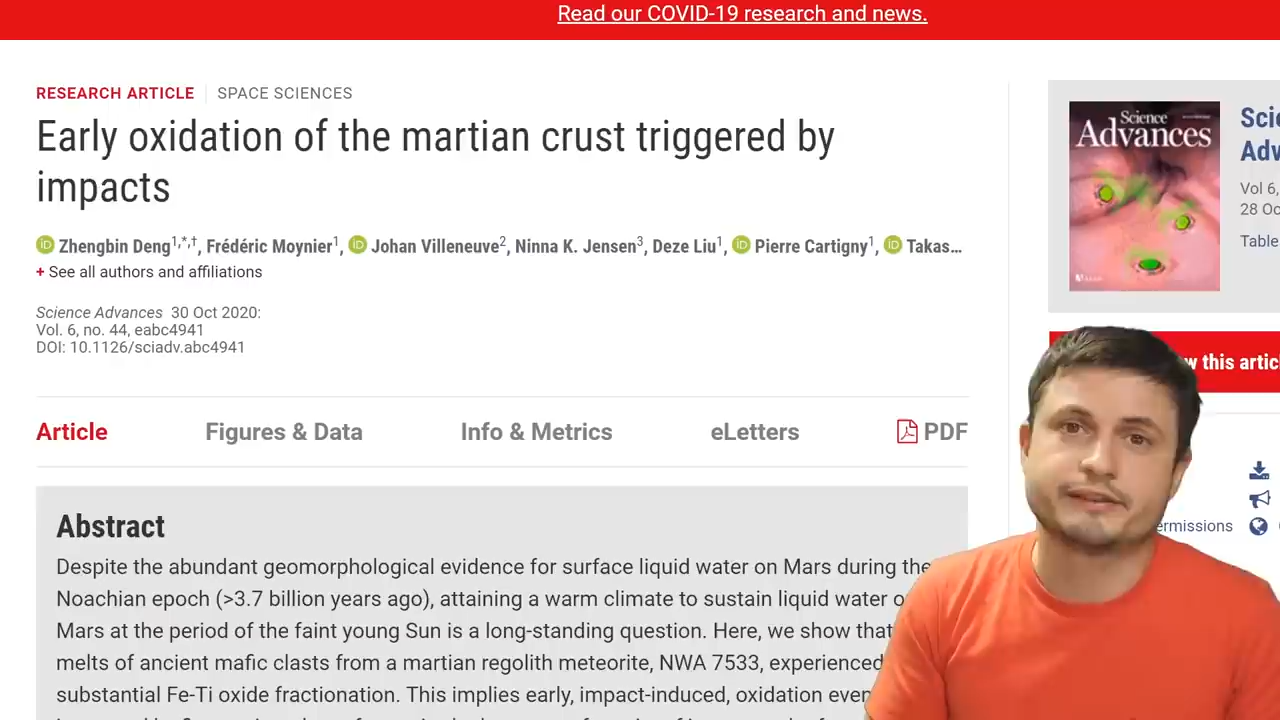 Read our COVID-19 research and news.
RESEARCH ARTICLE | SPACE SCIENCES
Early oxidation of the martian crust triggered by
impacts
iD Zhengbin Deng1,*,†, Frédéric Moynier1, iD Johan Villeneuve2, Ninna K. Jensen3, Deze Liu1, iD Pierre Cartigny1, iD Takas…
+ See all authors and affiliations
Science Advances 30 Oct 2020:
Vol. 6, no. 44, eabc4941
DOI: 10.1126/sciadv.abc4941
Article Figures & Data Info & Metrics eLetters PDF
Abstract
Despite the abundant geomorphological evidence for surface liquid water on Mars during the
Noachian epoch (>3.7 billion years ago), attaining a warm climate to sustain liquid water o
Mars at the period of the faint young Sun is a long-standing question. Here, we show that
melts of ancient mafic clasts from a martian regolith meteorite, NWA 7533, experienced
substantial Fe-Ti oxide fractionation. This implies early, impact-induced, oxidation even
Science
Advances
Scie
Adv
Vol 6,
28 Oc
Table
w this artic
ermissions